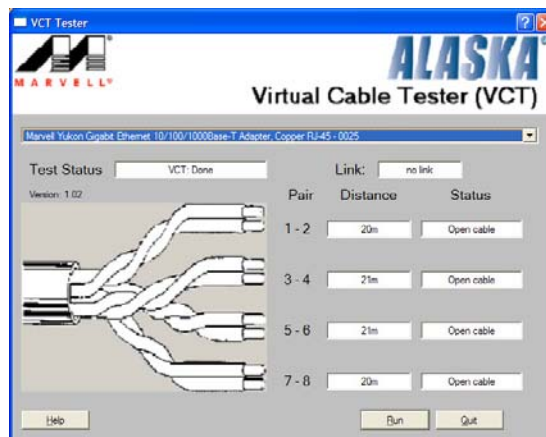 VCT Tester
MARVELL®
ALASKA®
Virtual Cable Tester (VCT)
Marvell Yukon Gigabit Ethernet 10/100/1000Base-T Adapter, Copper RJ-45 - 0025
Test Status VCT: Done Link: no link
Version: 1.02
Pair Distance Status
1 - 2 20m Open cable
3 - 4 21m Open cable
5 - 6 21m Open cable
7 - 8 20m Open cable
Help Run Quit